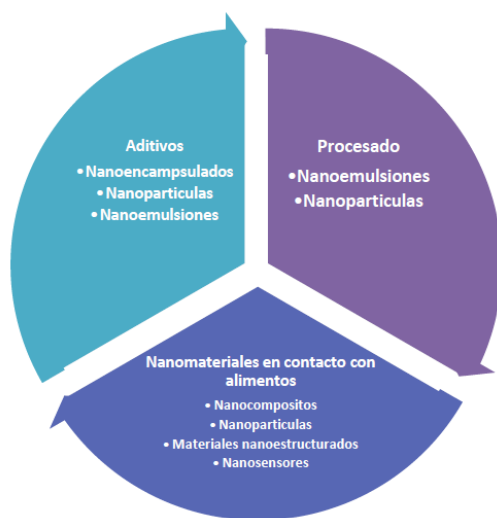 Aditivos
•Nanoencampsulados
•Nanoparticulas
•Nanoemulsiones
Procesado
•Nanoemulsiones
•Nanoparticulas
Nanomateriales en contacto con
alimentos
• Nanocompositos
•Nanoparticulas
• Materiales nanoestructurados
•Nanosensores